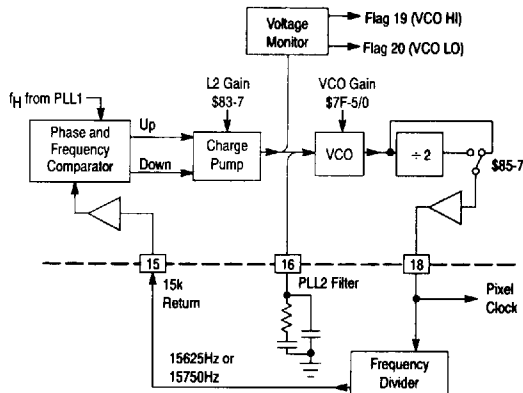 Voltage
Monitor
Flag 19 (VCO HI)
Flag 20 (VCO LO)
fH from PLL1
L2 Gain
$83-7
VCO Gain
$7F-5/0
Phase and
Frequency
Comparator
Up
Down
Charge
Pump
VCO
÷ 2
$85-7
15
16
18
15k
Return
PLL2 Filter
Pixel
Clock
15625Hz or
15750Hz
Frequency
Divider